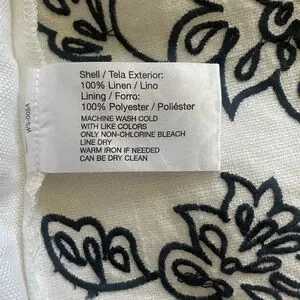 Shell / Tela Exterior:
100% Linen / Lino
Lining / Forro:
100% Polyester / Poliéster
MACHINE WASH COLD
WITH LIKE COLORS
ONLY NON-CHLORINE BLEACH
LINE DRY
WARM IRON IF NEEDED
CAN BE DRY CLEAN